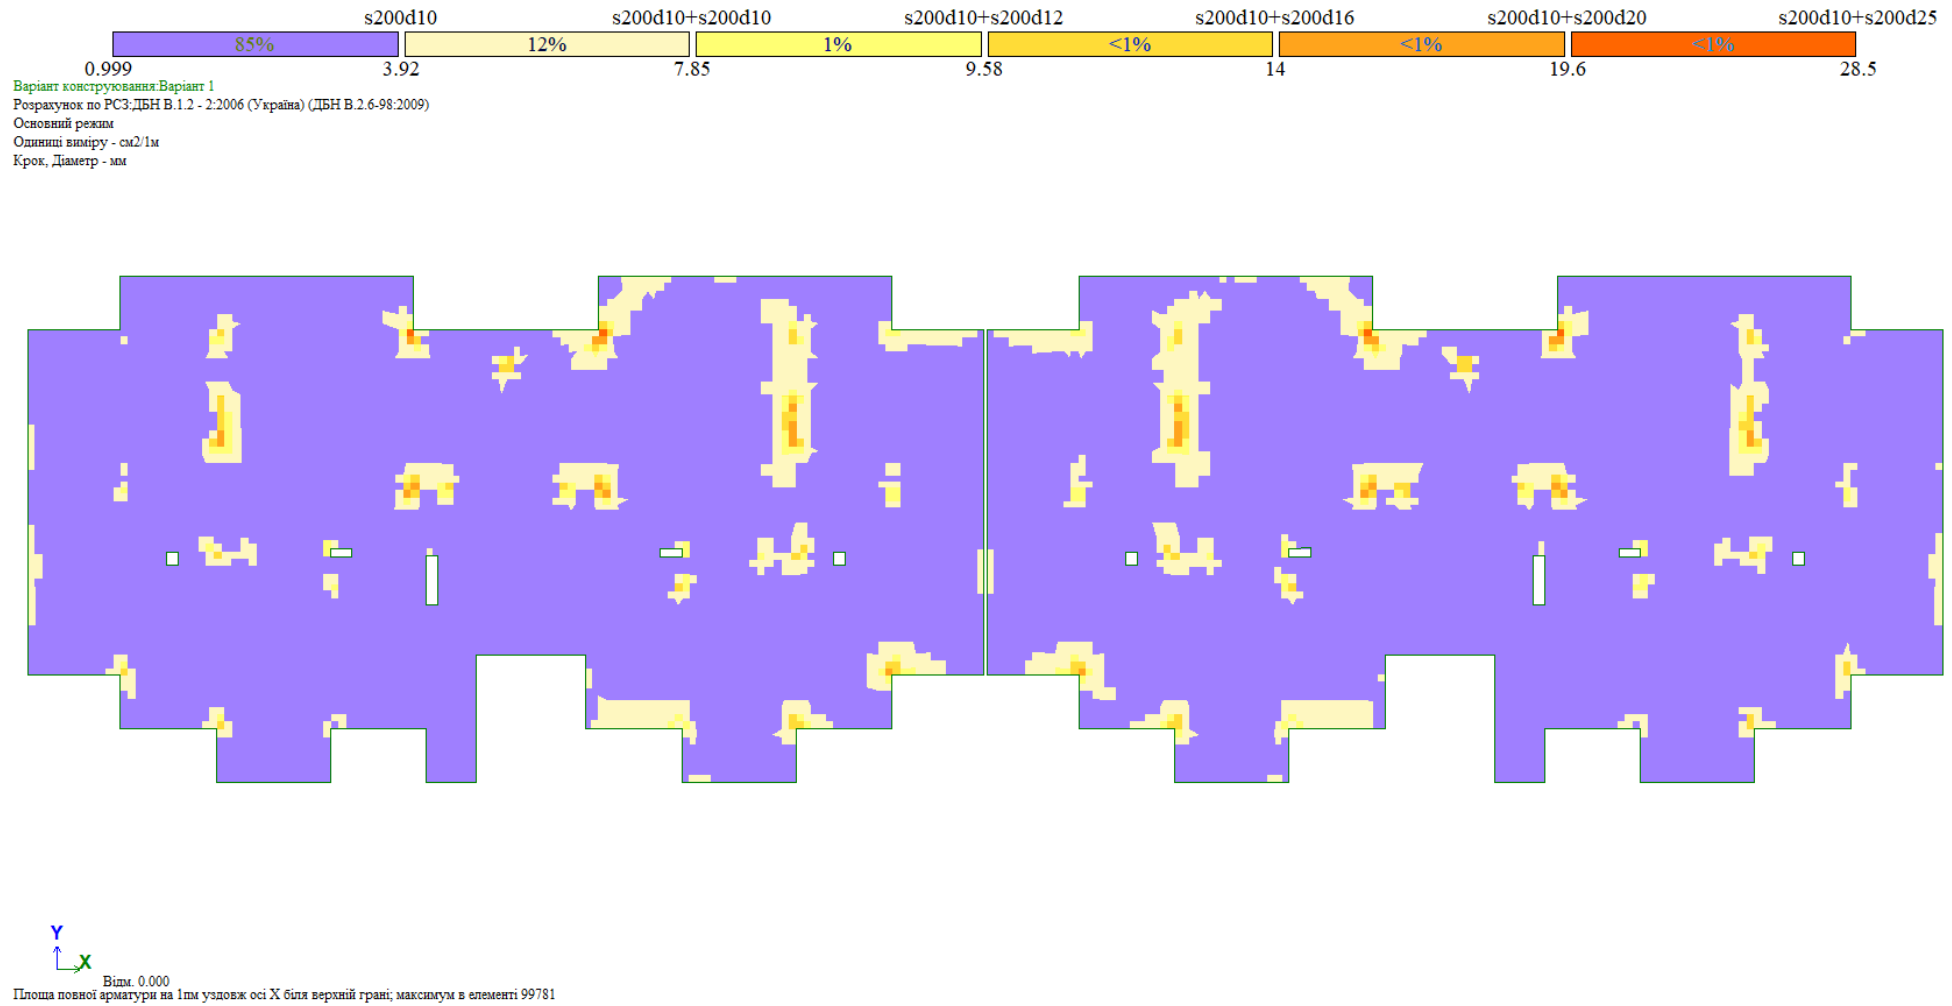 s200d10 s200d10+s200d10 s200d10+s200d12 s200d10+s200d16 s200d10+s200d20 s200d10+s200d25
85% 12% 1% <1% <1% <1%
0.999 3.92 7.85 9.58 14 19.6 28.5
Варіант конструювання:Варіант 1
Розрахунок по РСЗ:ДБН В.1.2 - 2:2006 (Україна) (ДБН В.2.6-98:2009)
Основний режим
Одиниці виміру - см2/1м
Крок, Діаметр - мм
Y
X
Відм. 0.000
Площа повної арматури на 1пм уздовж осі X біля верхній грані; максимум в елементі 99781